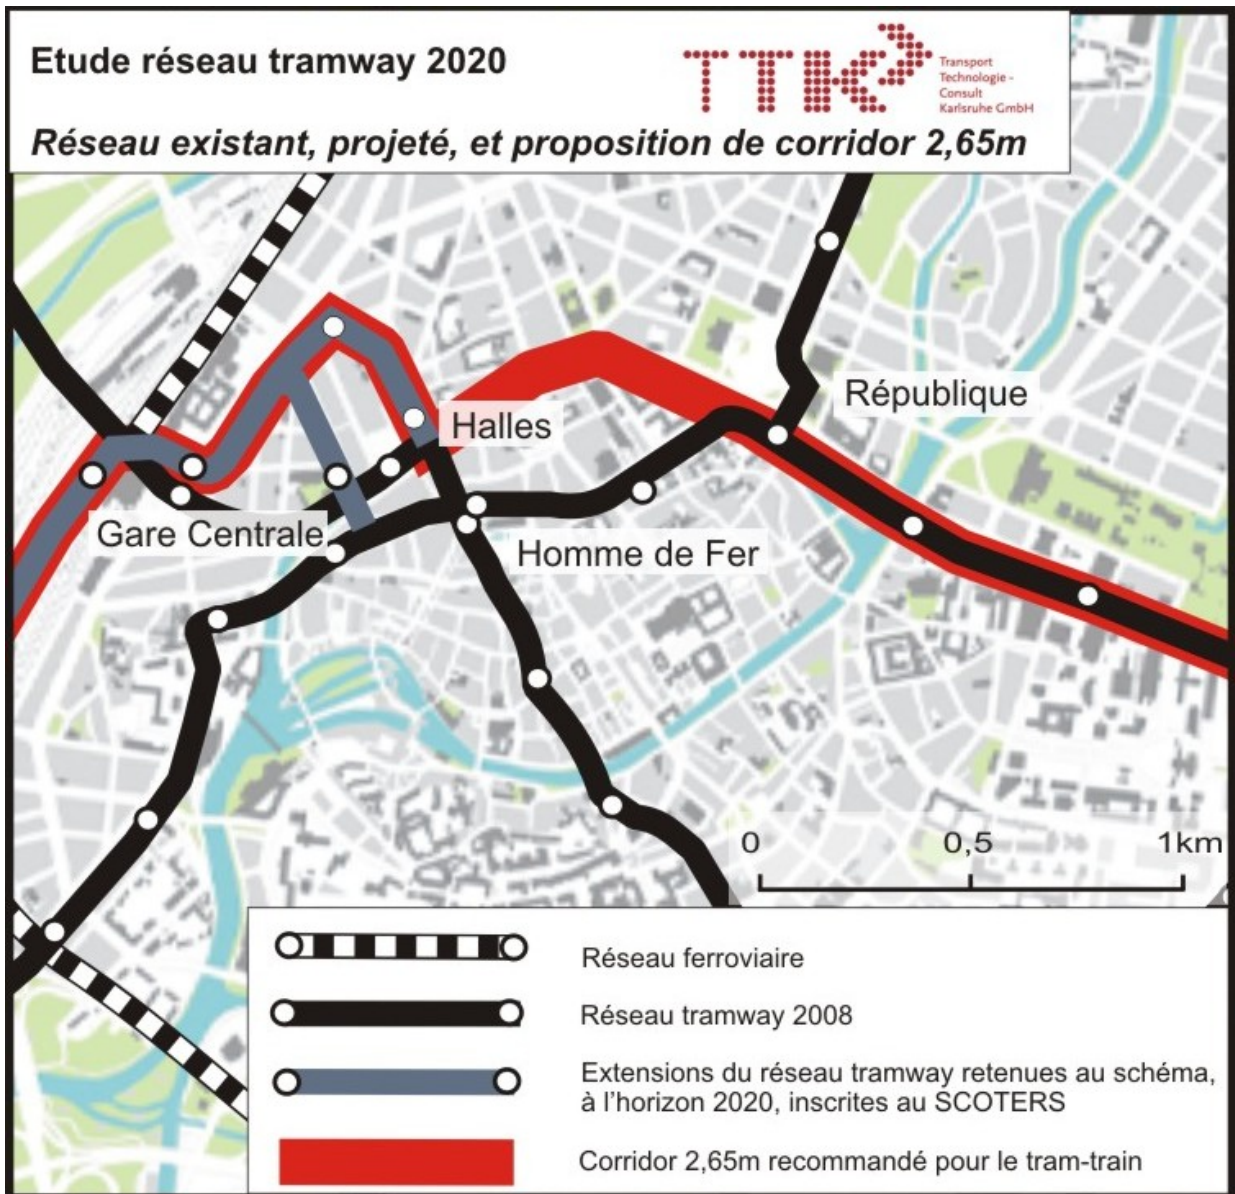 Etude réseau tramway 2020
TTK
Transport
Technologie -
Consult
Karlsruhe GmbH
Réseau existant, projeté, et proposition de corridor 2,65m
République
Halles
Gare Centrale
Homme de Fer
0 0,5 1km
Réseau ferroviaire
Réseau tramway 2008
Extensions du réseau tramway retenues au schéma,
à l'horizon 2020, inscrites au SCOTERS
Corridor 2,65m recommandé pour le tram-train